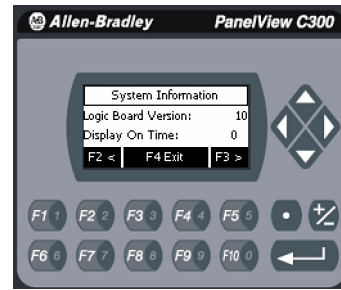 AB Allen-Bradley PanelView C300
System Information
Logic Board Version: 10
Display On Time: 0
F2 < F4 Exit F3 >
F1 1 F2 2 F3 3 F4 4 F5 5 • +/-
F6 6 F7 7 F8 8 F9 9 F10 0